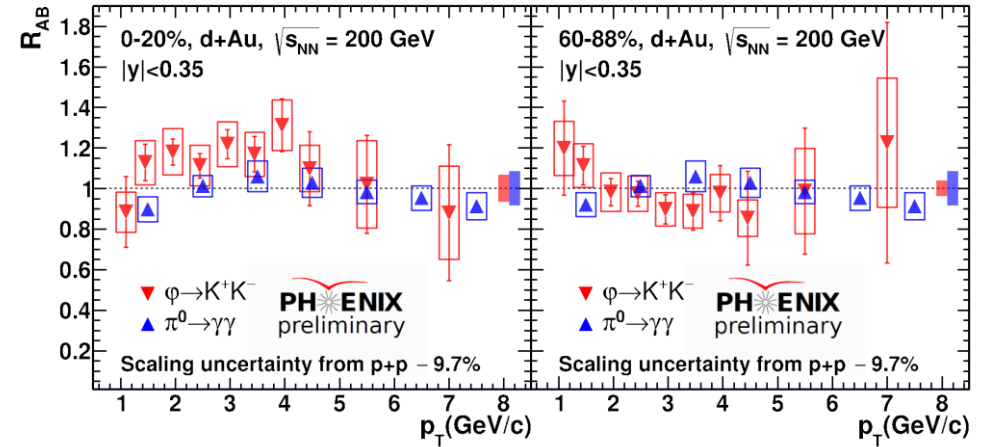 R_AB
1.8
1.6
1.4
1.2
1
0.8
0.6
0.4
0.2
0-20%, d+Au, √s_NN = 200 GeV
|y|<0.35
φ→K⁺K⁻
π⁰→γγ
PHENIX
preliminary
Scaling uncertainty from p+p − 9.7%
1 2 3 4 5 6 7 8
p_T(GeV/c)
60-88%, d+Au, √s_NN = 200 GeV
|y|<0.35
φ→K⁺K⁻
π⁰→γγ
PHENIX
preliminary
Scaling uncertainty from p+p − 9.7%
1 2 3 4 5 6 7 8
p_T(GeV/c)